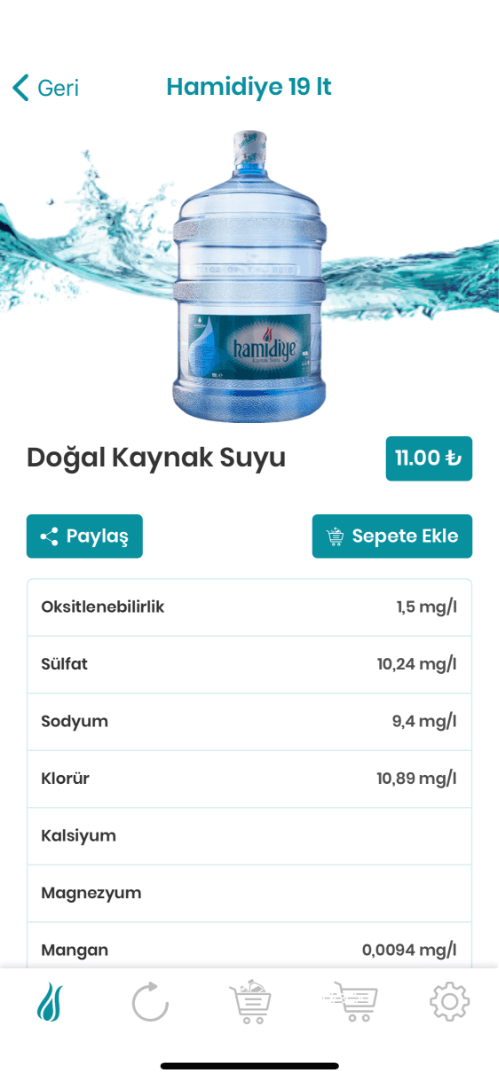 Geri
Hamidiye 19 lt
hamidiye
Kaynak Suyu
Doğal Kaynak Suyu
11.00 ₺
Paylaş
Sepete Ekle
Oksitlenebilirlik 1,5 mg/l
Sülfat 10,24 mg/l
Sodyum 9,4 mg/l
Klorür 10,89 mg/l
Kalsiyum
Magnezyum
Mangan 0,0094 mg/l